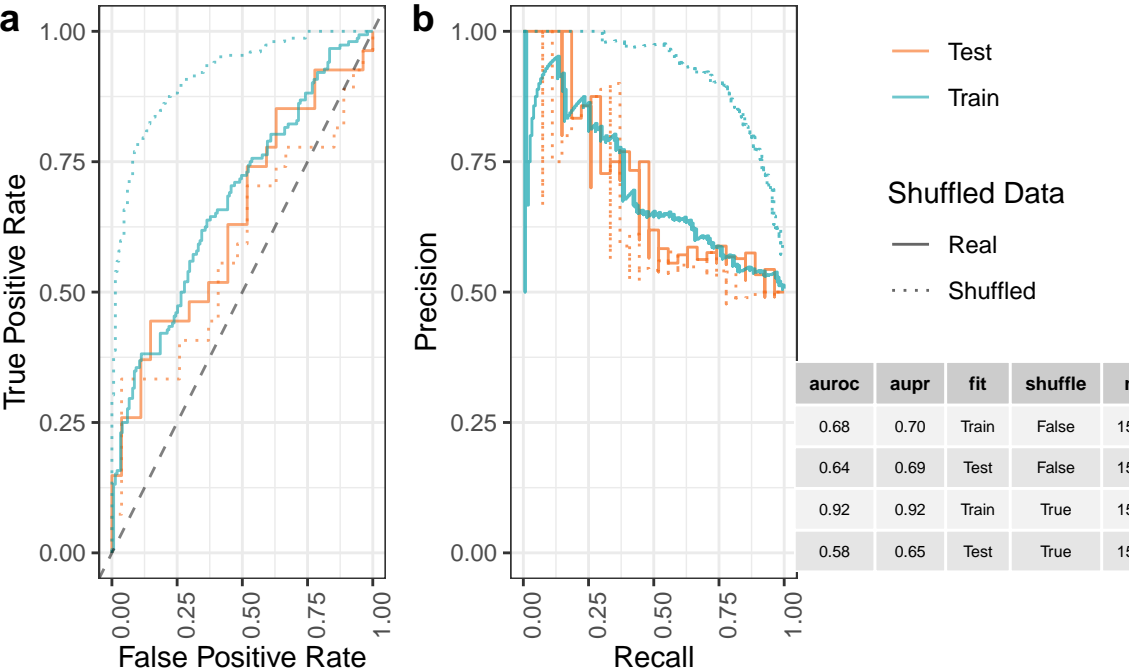 a
True Positive Rate
1.00
0.75
0.50
0.25
0.00
0.00 0.25 0.50 0.75 1.00
False Positive Rate
b
Precision
1.00
0.75
0.50
0.25
0.00
0.00 0.25 0.50 0.75 1.00
Recall
Test
Train
Shuffled Data
Real
Shuffled
auroc aupr fit shuffle
0.68 0.70 Train False 15
0.64 0.69 Test False 15
0.92 0.92 Train True 15
0.58 0.65 Test True 15